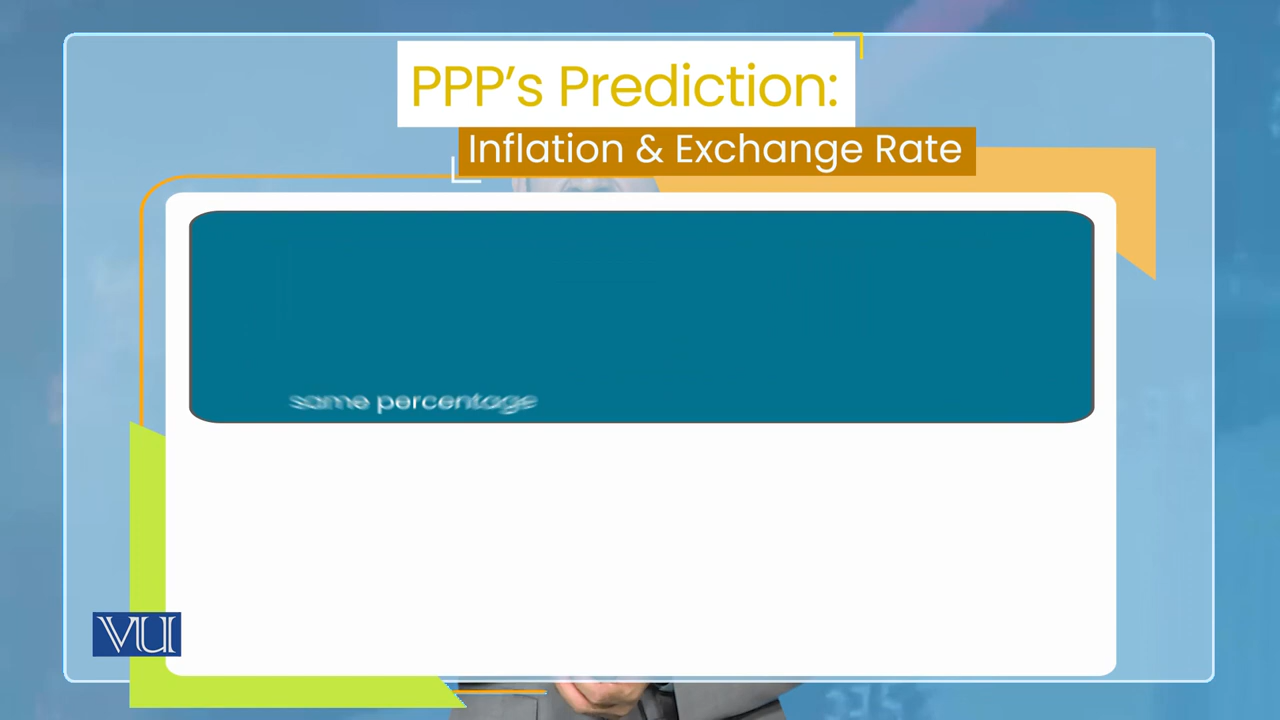 PPP’s Prediction:
Inflation & Exchange Rate
same percentage
VU